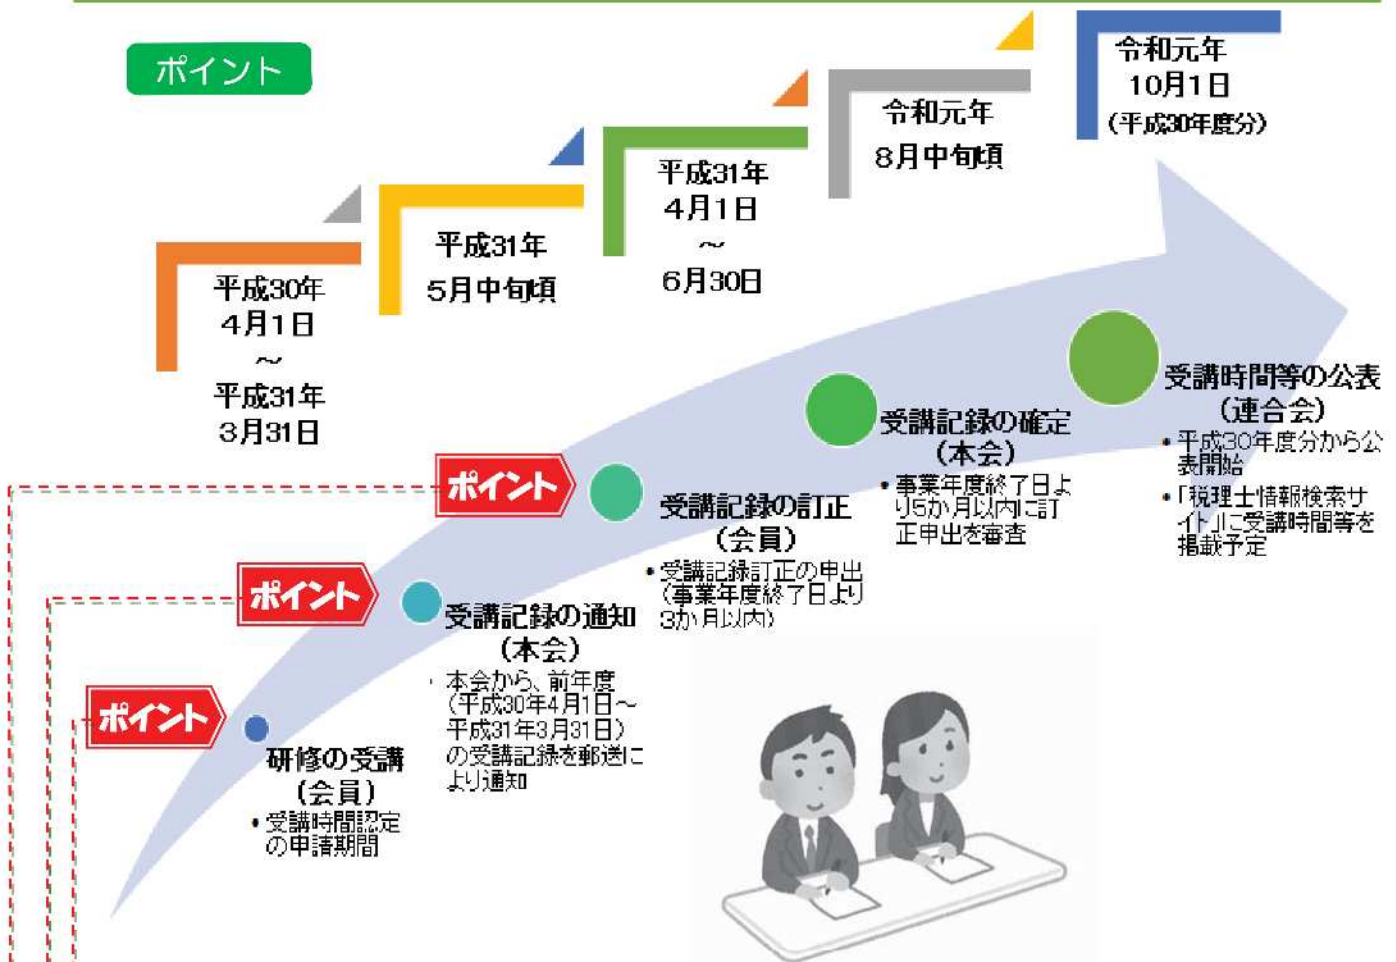 ポイント
平成30年
4月1日
~
平成31年
3月31日
平成31年
5月中旬頃
平成31年
4月1日
~
6月30日
令和元年
8月中旬頃
令和元年
10月1日
(平成30年度分)
ポイント
研修の受講
(会員)
•受講時間認定
の申請期間
ポイント
受講記録の通知
(本会)
・本会から、前年度
(平成30年4月1日~
平成31年3月31日)
の受講記録を郵送に
より通知
ポイント
受講記録の訂正
(会員)
•受講記録訂正の申出
(事業年度終了日より
3か月以内)
受講記録の確定
(本会)
•事業年度終了日よ
り5か月以内に訂
正申出を審査
受講時間等の公表
(連合会)
•平成30年度分から公
表開始
•「税理士情報検索サ
イト」に受講時間等を
掲載予定